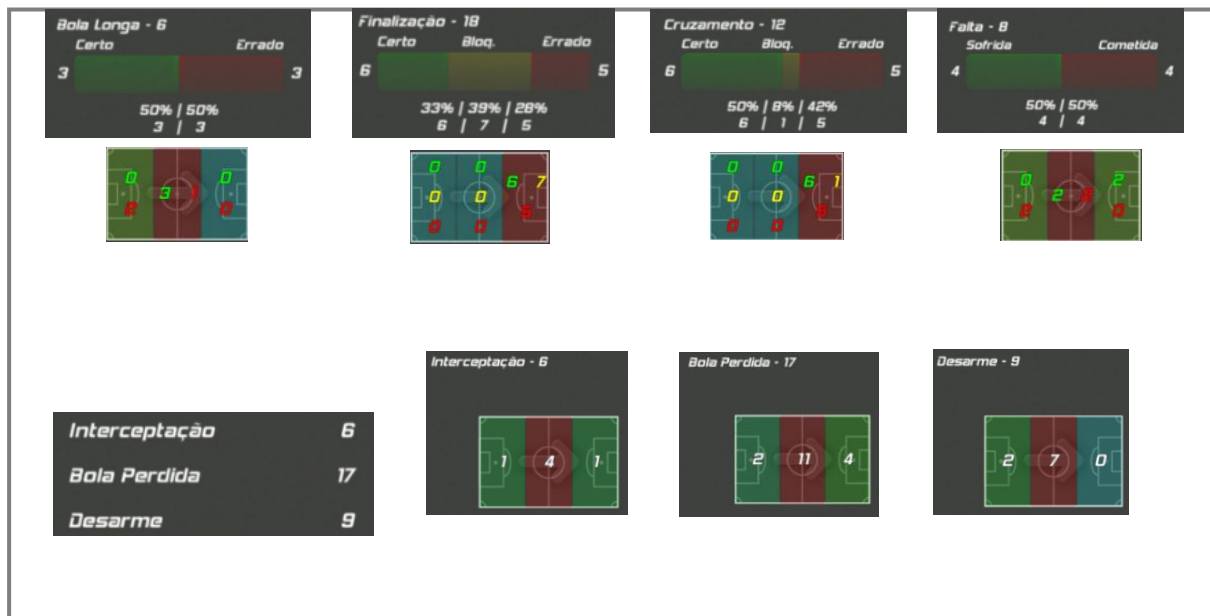 Bola Longa - 6
Certo Errado
3 3
50% | 50%
3 | 3
0 3 1 0
2 0
Finalização - 18
Certo Bloq. Errado
6 5
33% | 39% | 28%
6 | 7 | 5
0 0 6 7
0 0
0 0 5
Cruzamento - 12
Certo Bloq. Errado
6 5
50% | 8% | 42%
6 | 1 | 5
0 0 6 1
0 0
0 0 5
Falta - 8
Sofrida Cometida
4 4
50% | 50%
4 | 4
0 2
2
2 0
Interceptação 6
Bola Perdida 17
Desarme 9
Interceptação - 6
1 4 1
Bola Perdida - 17
2 11 4
Desarme - 9
2 7 0